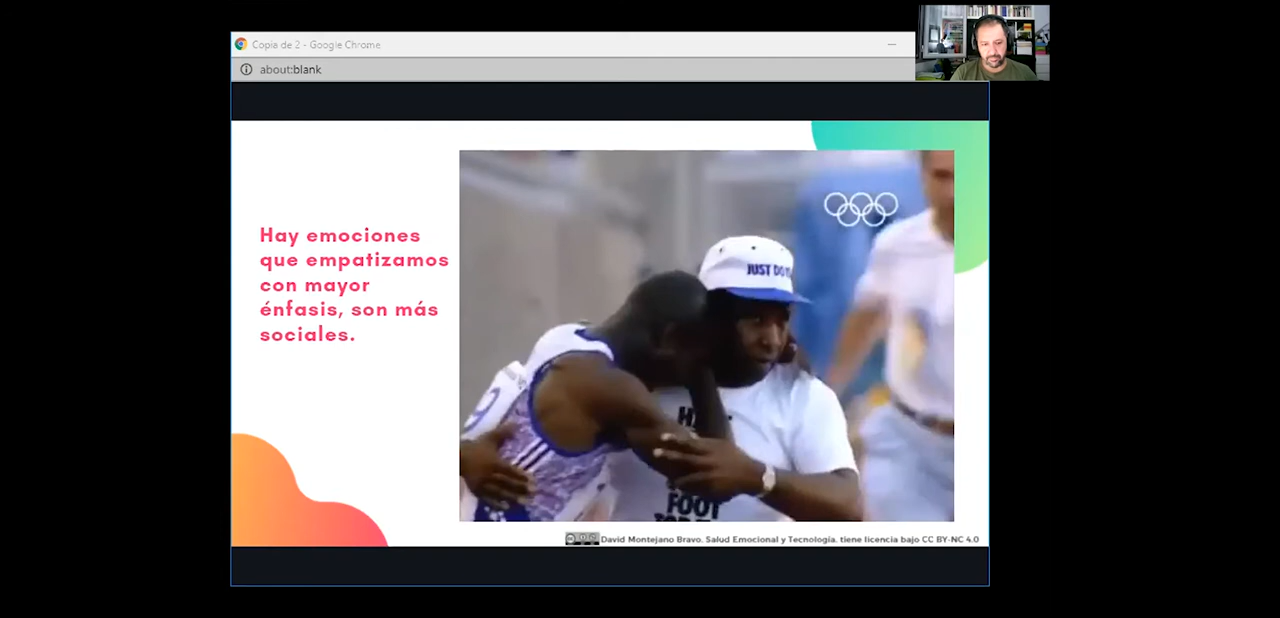 Copia de 2 - Google Chrome
about:blank
Hay emociones
que empatizamos
con mayor
énfasis, son más
sociales.
JUST DO
9
FOOT
David Montejano Bravo. Salud Emocional y Tecnología. tiene licencia bajo CC BY-NC 4.0